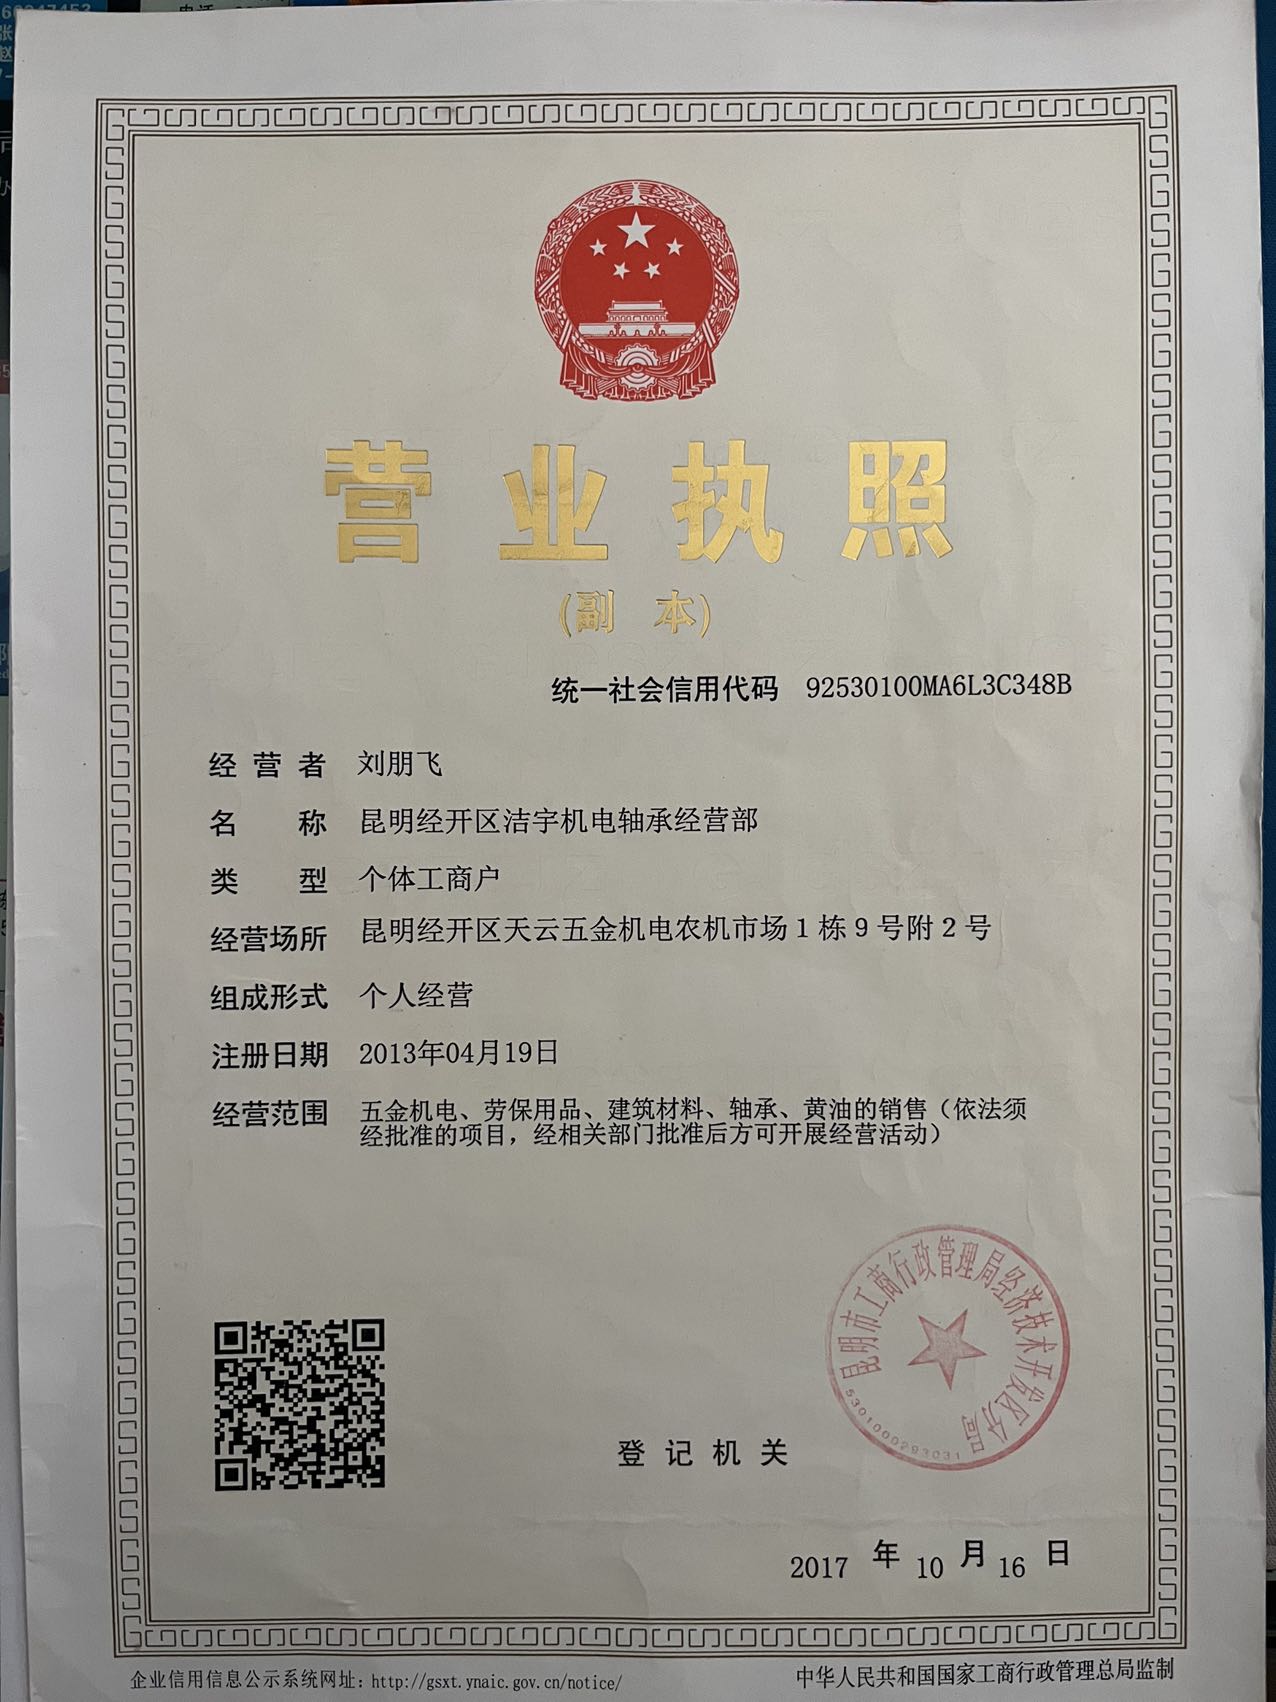 营业执照
(副 本)
统一社会信用代码 92530100MA6L3C348B
经营者 刘朋飞
名称 昆明经开区洁宇机电轴承经营部
类型 个体工商户
经营场所 昆明经开区天云五金机电农机市场1栋9号附2号
组成形式 个人经营
注册日期 2013年04月19日
经营范围 五金机电、劳保用品、建筑材料、轴承、黄油的销售（依法须
经批准的项目，经相关部门批准后方可开展经营活动）
昆明市工商行政管理局经济技术开发区分局
5301000293031
登记机关
2017 年 10 月 16 日
企业信用信息公示系统网址: http://gsxt.ynaic.gov.cn/notice/
中华人民共和国国家工商行政管理总局监制